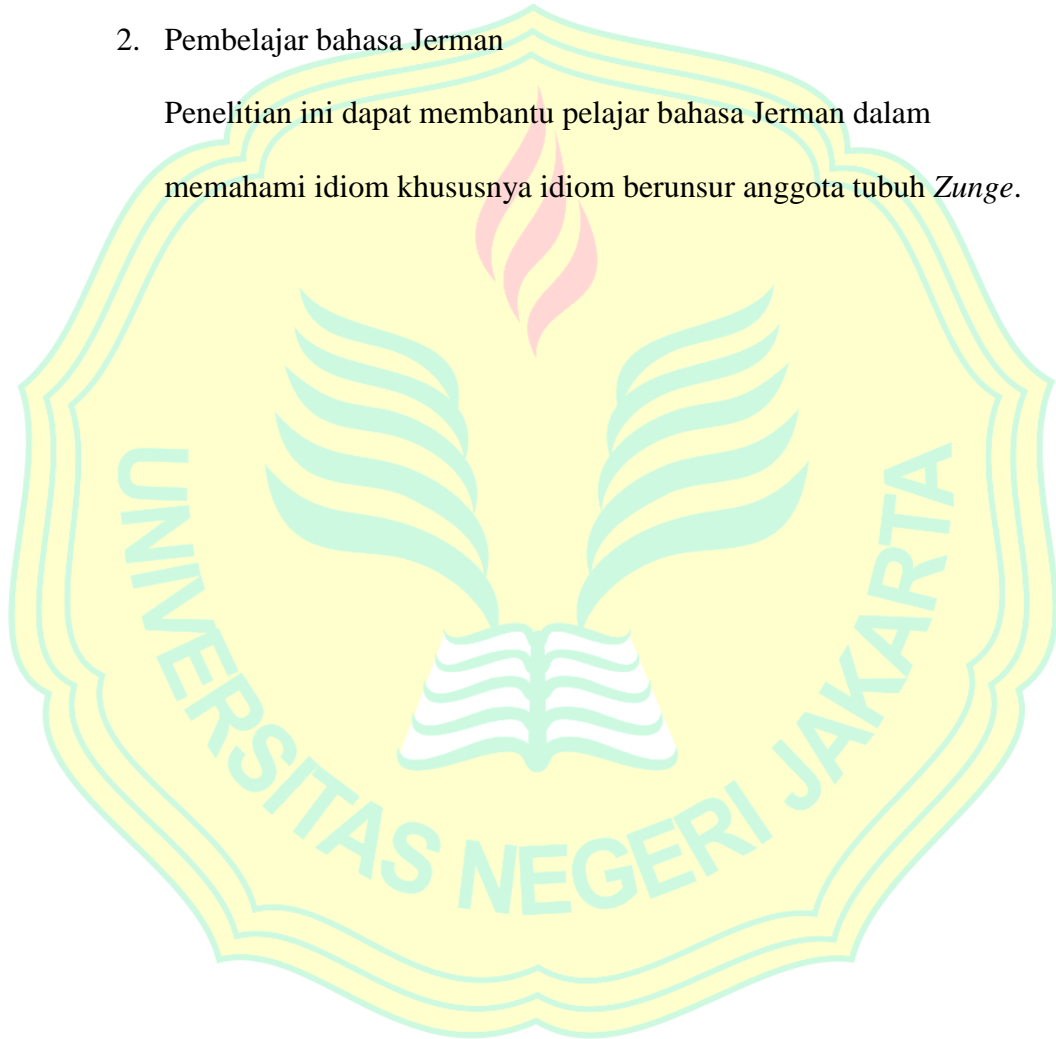 2. Pembelajar bahasa Jerman
Penelitian ini dapat membantu pelajar bahasa Jerman dalam
memahami idiom khususnya idiom berunsur anggota tubuh Zunge.
UNIVERSITAS NEGERI JAKARTA